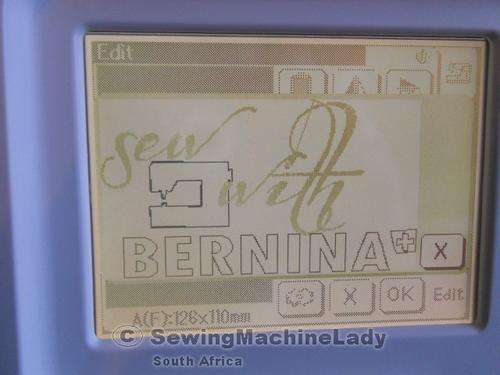 Edit
sew
with
BERNINA
X
X OK Edit
A(F):126x110mm
© SewingMachineLady
South Africa